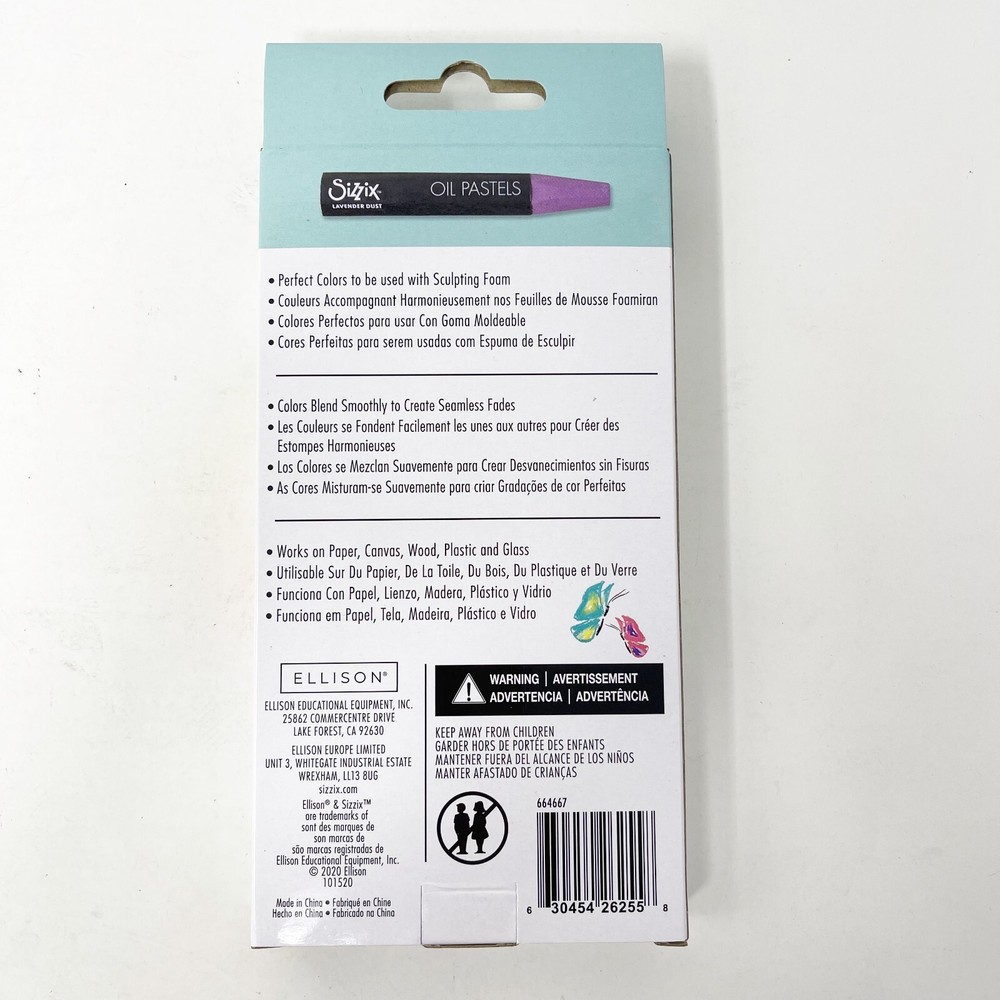 Sizzix™ OIL PASTELS
LAVENDER DUST
• Perfect Colors to be used with Sculpting Foam
• Couleurs Accompagnant Harmonieusement nos Feuilles de Mousse Foamiran
• Colores Perfectos para usar Con Goma Moldeable
• Cores Perfeitas para serem usadas com Espuma de Esculpir
• Colors Blend Smoothly to Create Seamless Fades
• Les Couleurs se Fondent Facilement les unes aux autres pour Créer des
Estompes Harmonieuses
• Los Colores se Mezclan Suavemente para Crear Desvanecimientos sin Fisuras
• As Cores Misturam-se Suavemente para criar Gradações de cor Perfeitas
• Works on Paper, Canvas, Wood, Plastic and Glass
• Utilisable Sur Du Papier, De La Toile, Du Bois, Du Plastique et Du Verre
• Funciona Con Papel, Lienzo, Madera, Plástico y Vidrio
• Funciona em Papel, Tela, Madeira, Plástico e Vidro
ELLISON®
ELLISON EDUCATIONAL EQUIPMENT, INC.
25862 COMMERCENTRE DRIVE
LAKE FOREST, CA 92630
ELLISON EUROPE LIMITED
UNIT 3, WHITEGATE INDUSTRIAL ESTATE
WREXHAM, LL13 8UG
sizzix.com
Ellison® & Sizzix™
are trademarks of
sont des marques de
son marcas de
são marcas registradas de
Ellison Educational Equipment, Inc.
© 2020 Ellison
101520
Made in China • Fabriqué en Chine
Hecho en China • Fabricado na China
WARNING | AVERTISSEMENT
ADVERTENCIA | ADVERTÊNCIA
KEEP AWAY FROM CHILDREN
GARDER HORS DE PORTÉE DES ENFANTS
MANTENER FUERA DEL ALCANCE DE LOS NIÑOS
MANTER AFASTADO DE CRIANÇAS
664667
6 30454 26255 8